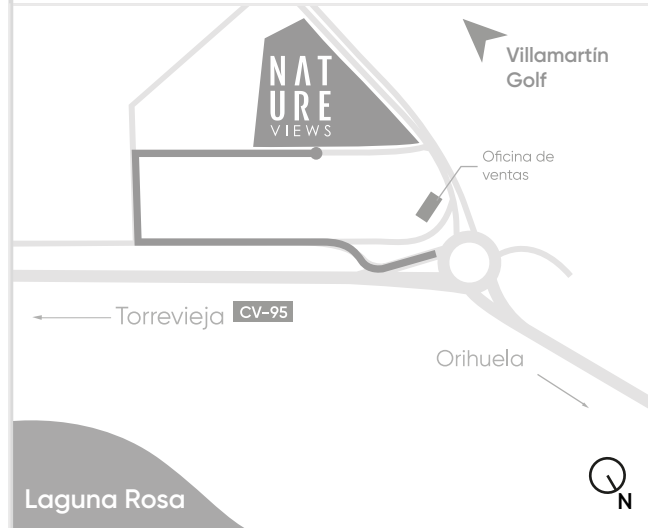 NAT
URE
VIEWS
Villamartín
Golf
Oficina de
ventas
Torrevieja CV-95
Orihuela
Laguna Rosa
N